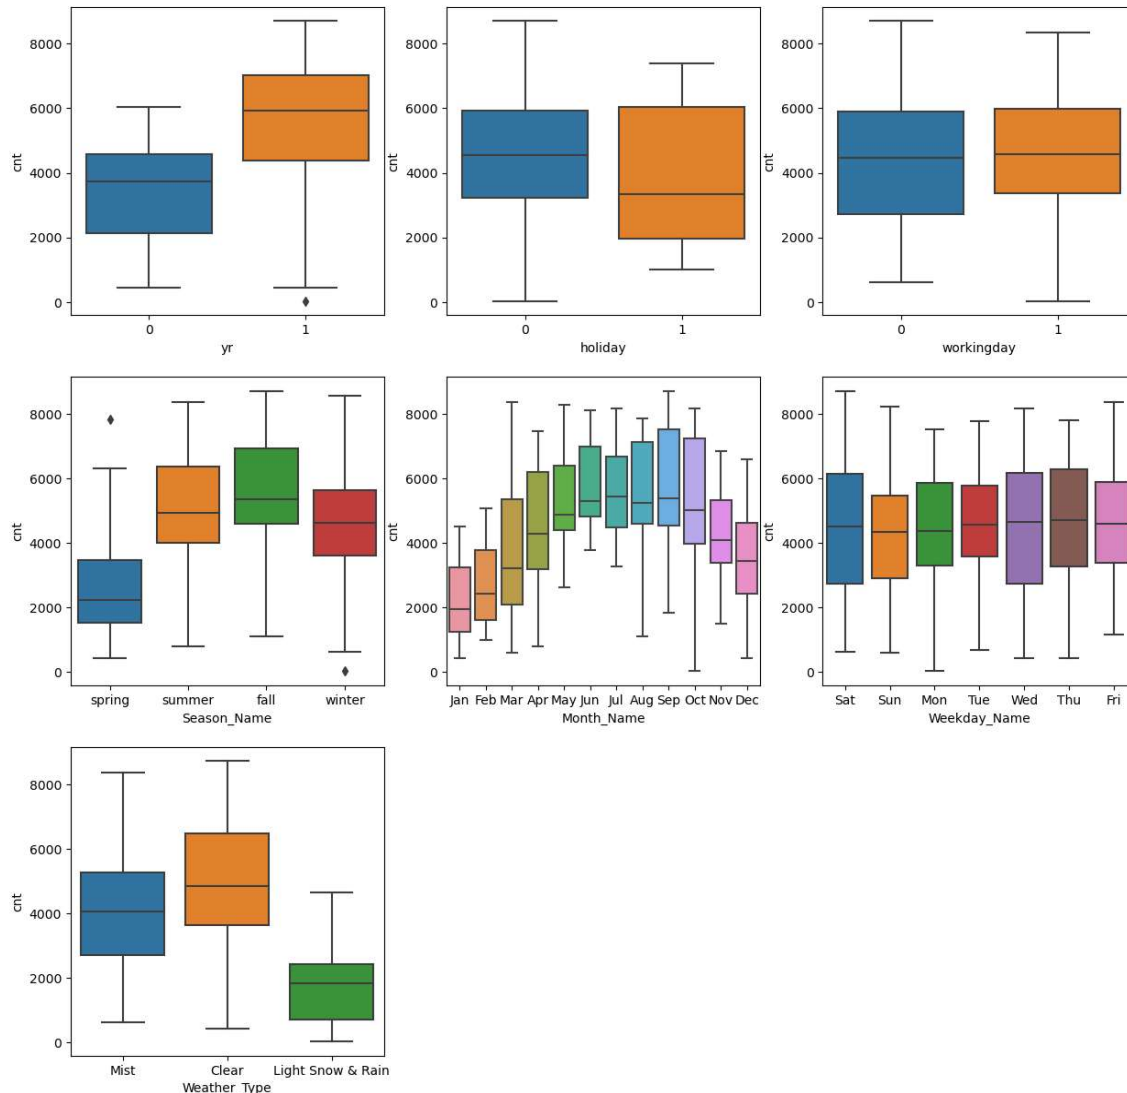 8000
6000
4000
2000
0
cnt
0 1
yr
8000
6000
4000
2000
0
cnt
0 1
holiday
8000
6000
4000
2000
0
cnt
0 1
workingday
8000
6000
4000
2000
0
cnt
spring summer fall winter
Season_Name
8000
6000
4000
2000
0
cnt
Jan Feb Mar Apr May Jun Jul Aug Sep Oct Nov Dec
Month_Name
8000
6000
4000
2000
0
cnt
Sat Sun Mon Tue Wed Thu Fri
Weekday_Name
8000
6000
4000
2000
0
cnt
Mist Clear Light Snow & Rain
Weather_Type